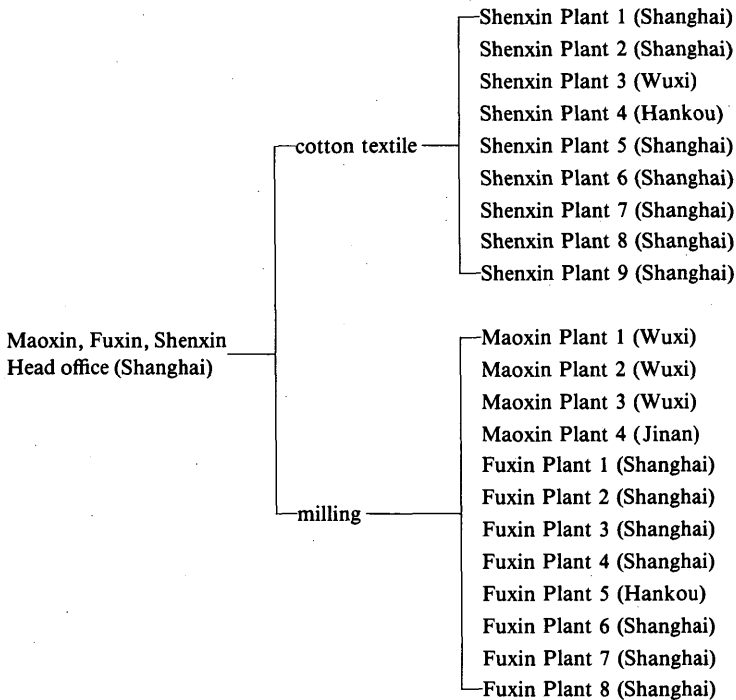 Shenxin Plant 1 (Shanghai)
Shenxin Plant 2 (Shanghai)
Shenxin Plant 3 (Wuxi)
Shenxin Plant 4 (Hankou)
cotton textile
Shenxin Plant 5 (Shanghai)
Shenxin Plant 6 (Shanghai)
Shenxin Plant 7 (Shanghai)
Shenxin Plant 8 (Shanghai)
Shenxin Plant 9 (Shanghai)
Maoxin, Fuxin, Shenxin
Head office (Shanghai)
Maoxin Plant 1 (Wuxi)
Maoxin Plant 2 (Wuxi)
Maoxin Plant 3 (Wuxi)
Maoxin Plant 4 (Jinan)
Fuxin Plant 1 (Shanghai)
Fuxin Plant 2 (Shanghai)
milling
Fuxin Plant 3 (Shanghai)
Fuxin Plant 4 (Shanghai)
Fuxin Plant 5 (Hankou)
Fuxin Plant 6 (Shanghai)
Fuxin Plant 7 (Shanghai)
Fuxin Plant 8 (Shanghai)